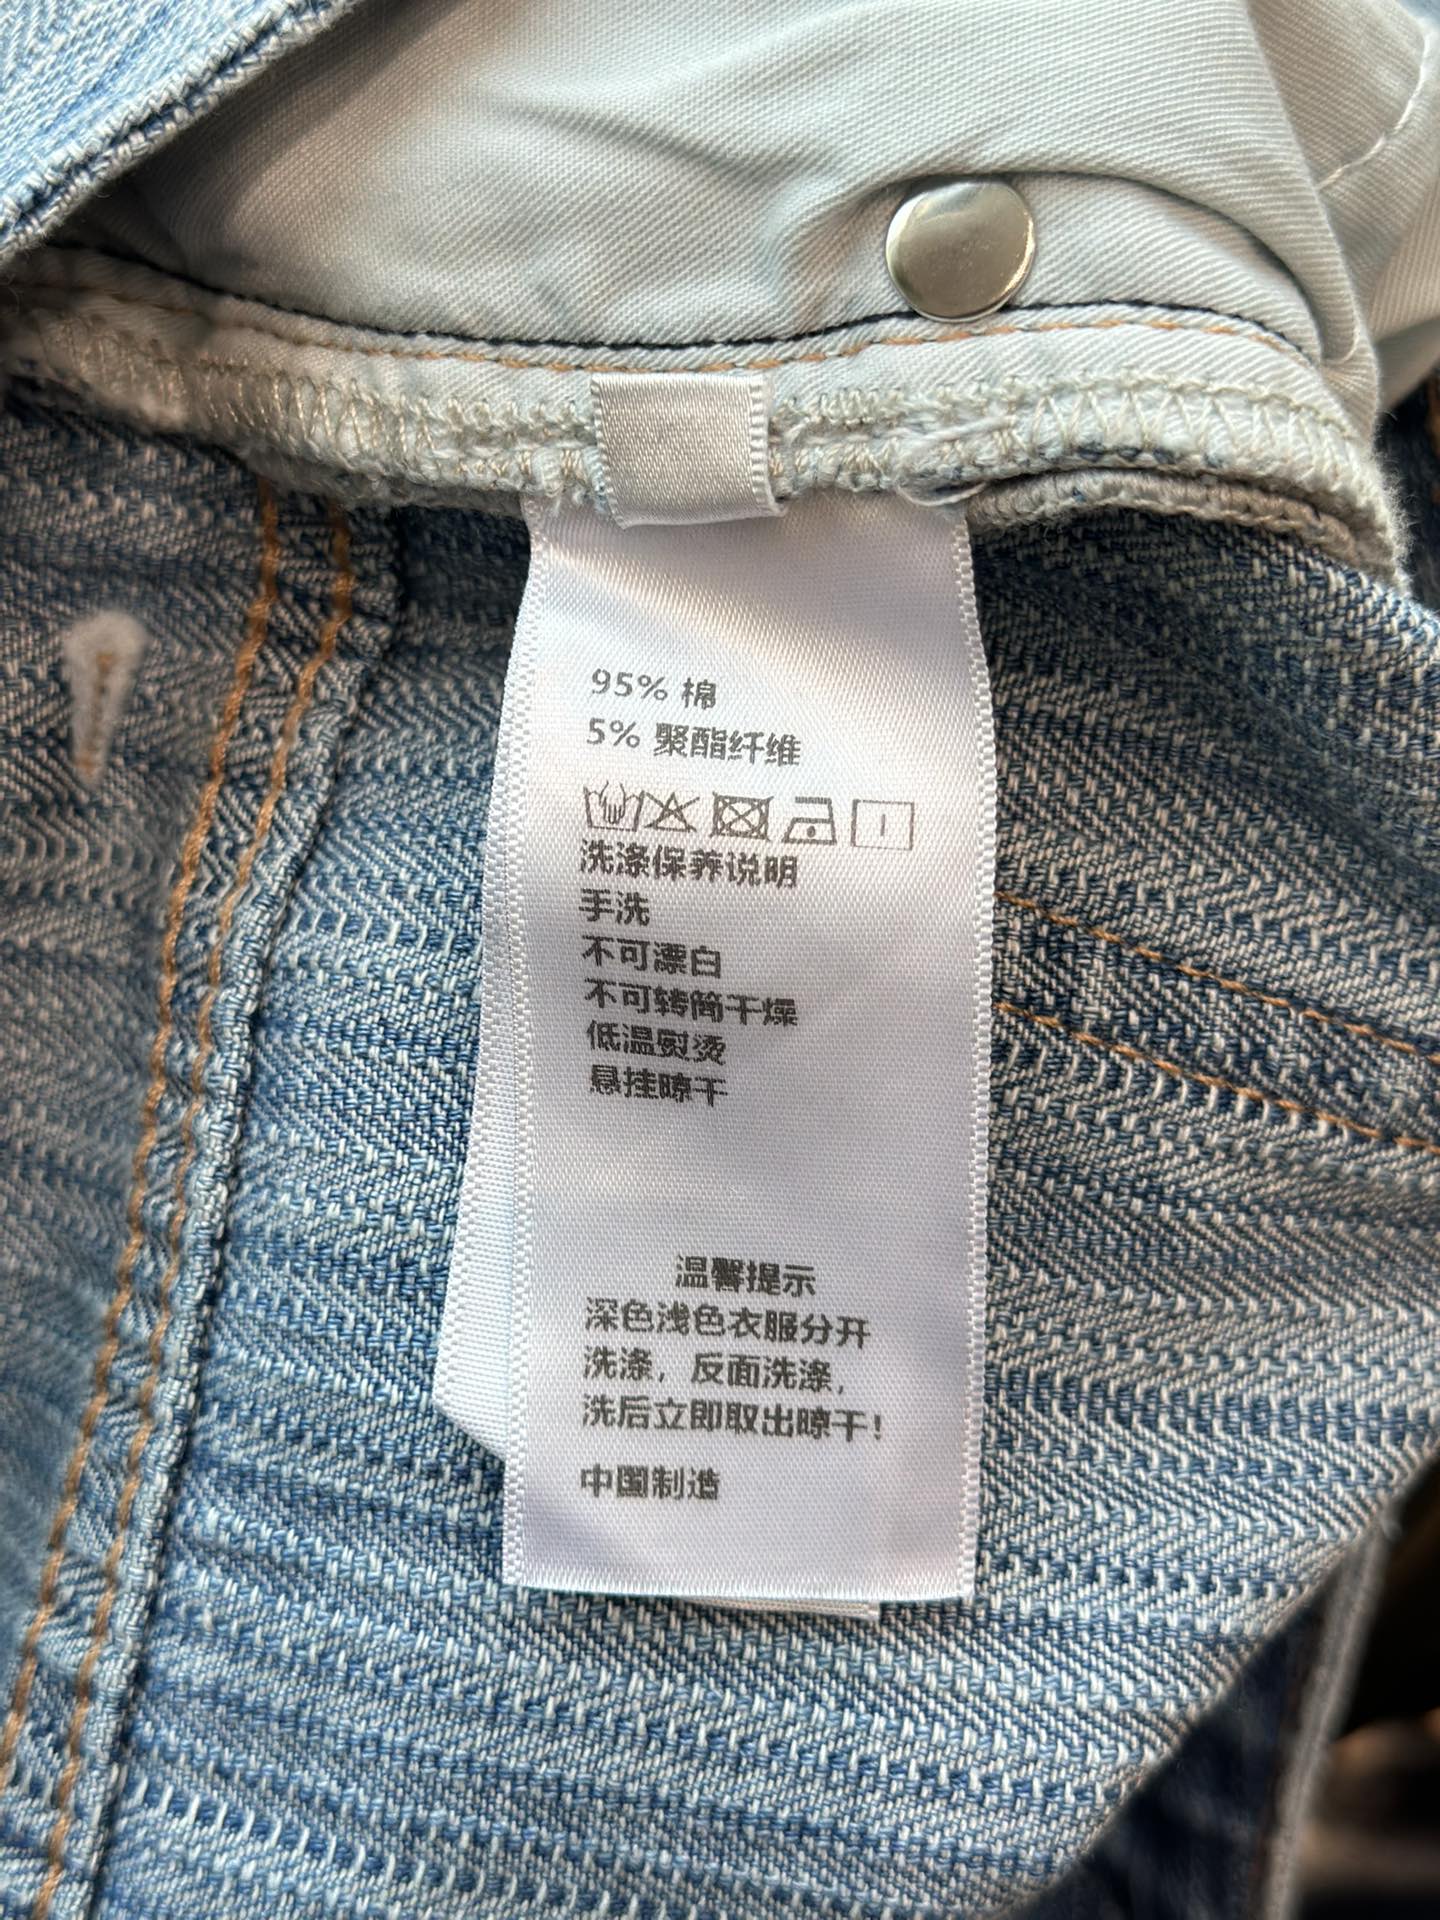 95% 棉
5% 聚酯纤维
洗涤保养说明
手洗
不可漂白
不可转筒干燥
低温熨烫
悬挂晾干
温馨提示
深色浅色衣服分开
洗涤，反面洗涤，
洗后立即取出晾干！
中国制造